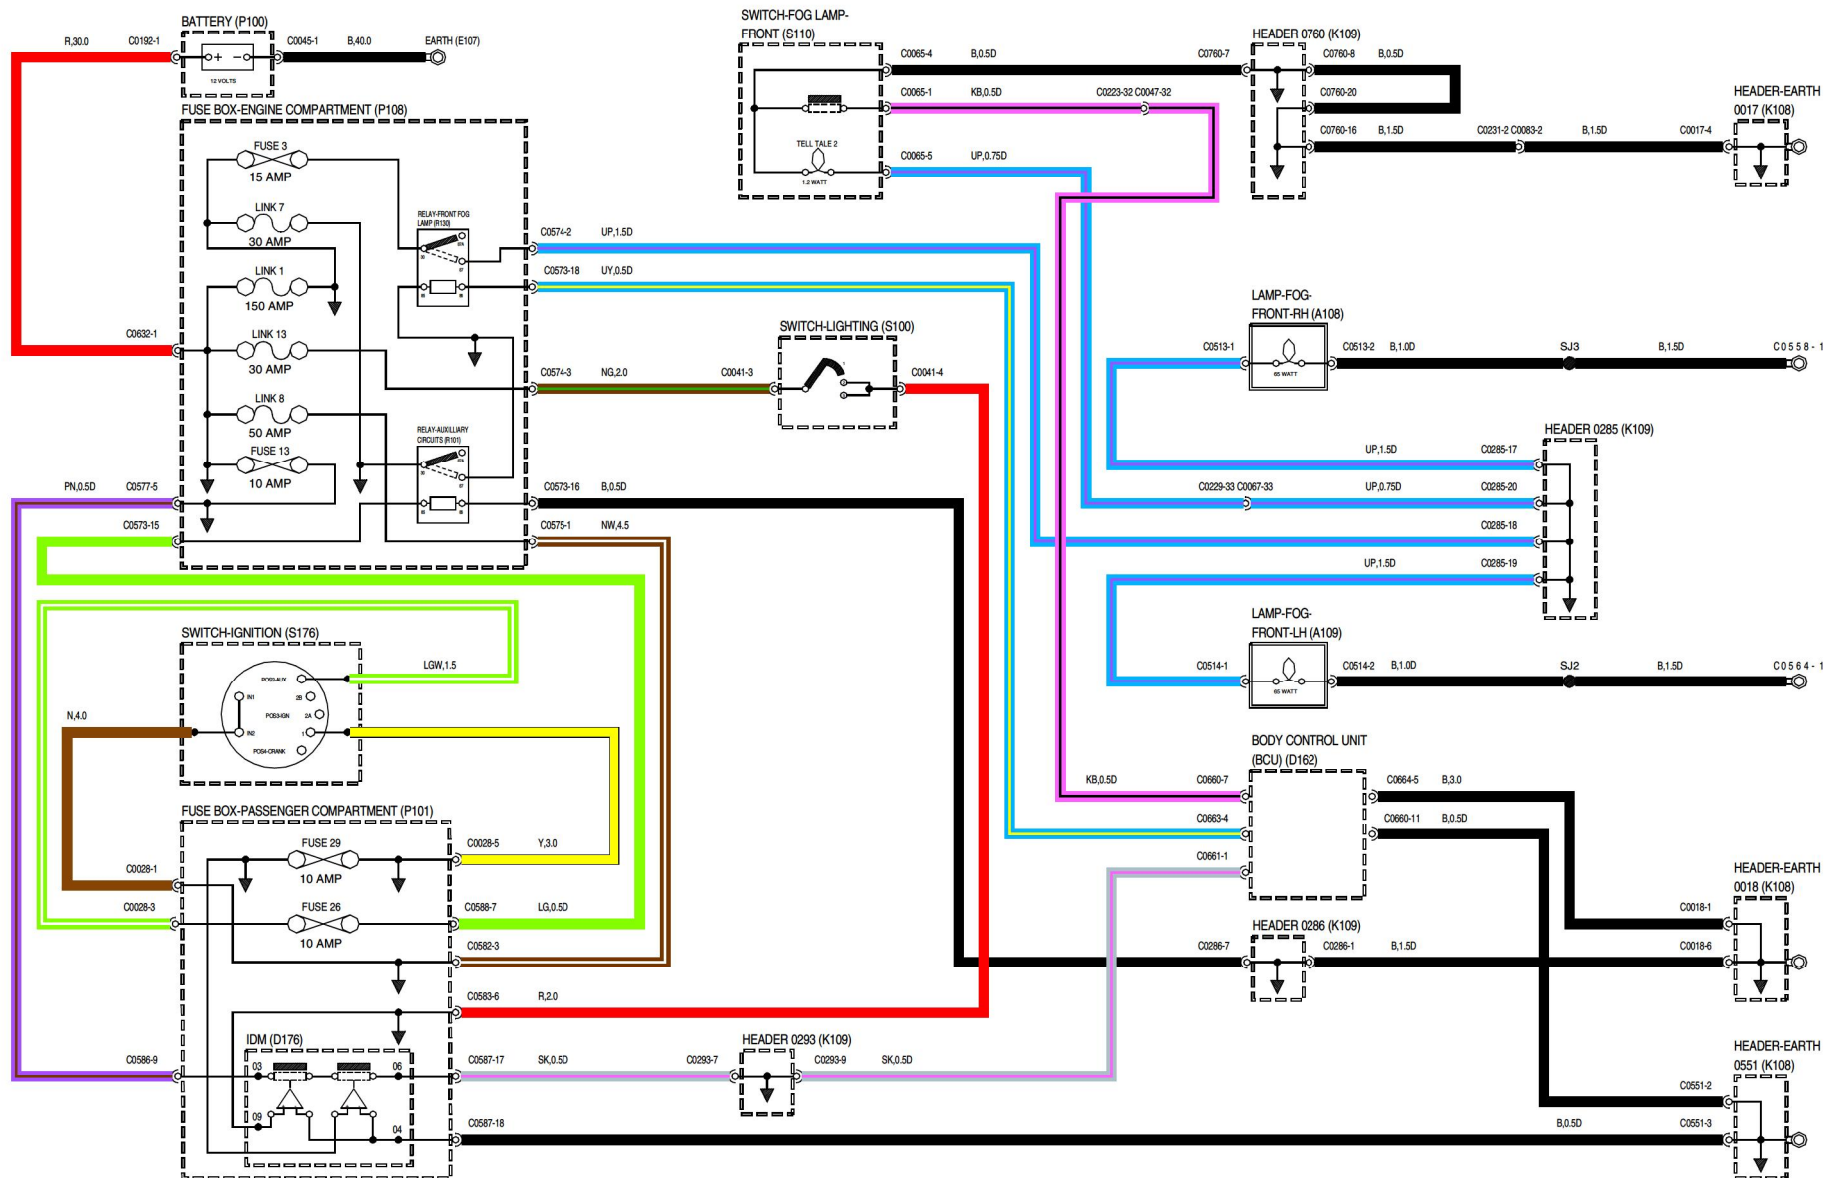 BATTERY (P100)
R,30.0
C0192-1
C0045-1
B,40.0
EARTH (E107)
12 VOLTS
FUSE BOX-ENGINE COMPARTMENT (P108)
FUSE 3
15 AMP
LINK 7
30 AMP
LINK 1
150 AMP
LINK 13
30 AMP
LINK 8
50 AMP
FUSE 13
10 AMP
RELAY-FRONT FOG
LAMP (R130)
RELAY-AUXILLIARY
CIRCUITS (R101)
C0632-1
PN,0.5D
C0577-5
C0573-15
C0574-2
UP,1.5D
C0573-18
UY,0.5D
C0574-3
NG,2.0
C0041-3
SWITCH-LIGHTING (S100)
1
2
3
C0041-4
C0573-16
B,0.5D
C0575-1
NW,4.5
SWITCH-FOG LAMP-
FRONT (S110)
TELL TALE 2
1.2 WATT
C0065-4
B,0.5D
C0760-7
C0065-1
KB,0.5D
C0223-32 C0047-32
C0065-5
UP,0.75D
HEADER 0760 (K109)
C0760-8
B,0.5D
C0760-20
C0760-16
B,1.5D
C0231-2 C0083-2
B,1.5D
C0017-4
HEADER-EARTH
0017 (K108)
LAMP-FOG-
FRONT-RH (A108)
C0513-1
65 WATT
C0513-2
B,1.0D
SJ3
B,1.5D
C0558-1
HEADER 0285 (K109)
UP,1.5D
C0285-17
C0229-33 C0067-33
UP,0.75D
C0285-20
C0285-18
UP,1.5D
C0285-19
LAMP-FOG-
FRONT-LH (A109)
C0514-1
65 WATT
C0514-2
B,1.0D
SJ2
B,1.5D
C0564-1
SWITCH-IGNITION (S176)
LGW,1.5
IN1
2B
POS3-IGN
2A
IN2
1
POS4-CRANK
N,4.0
BODY CONTROL UNIT
(BCU) (D162)
KB,0.5D
C0660-7
C0663-4
C0661-1
C0664-5
B,3.0
C0660-11
B,0.5D
FUSE BOX-PASSENGER COMPARTMENT (P101)
FUSE 29
10 AMP
FUSE 26
10 AMP
C0028-1
C0028-3
C0028-5
Y,3.0
C0588-7
LG,0.5D
C0582-3
C0583-6
R,2.0
HEADER 0286 (K109)
C0286-7
C0286-1
B,1.5D
HEADER-EARTH
0018 (K108)
C0018-1
C0018-6
IDM (D176)
03
06
09
04
C0586-9
C0587-17
SK,0.5D
C0293-7
HEADER 0293 (K109)
C0293-9
SK,0.5D
C0587-18
HEADER-EARTH
0551 (K108)
C0551-2
B,0.5D
C0551-3